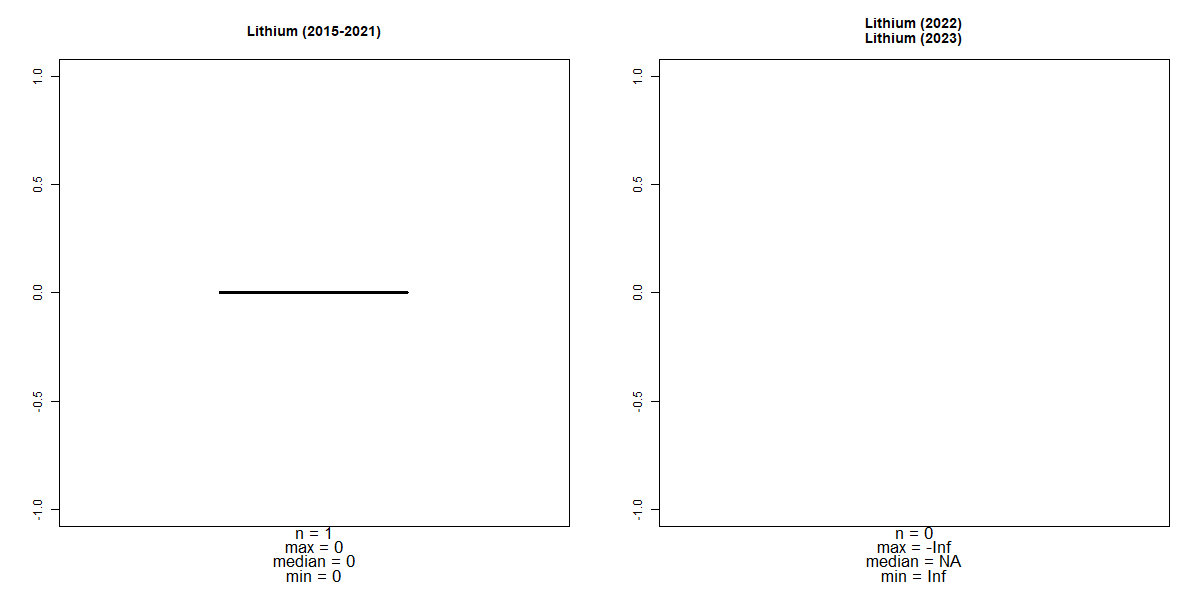 Lithium (2015-2021)
1.0
0.5
0.0
-0.5
-1.0
n = 1
max = 0
median = 0
min = 0
Lithium (2022)
Lithium (2023)
1.0
0.5
0.0
-0.5
-1.0
n = 0
max = -Inf
median = NA
min = Inf